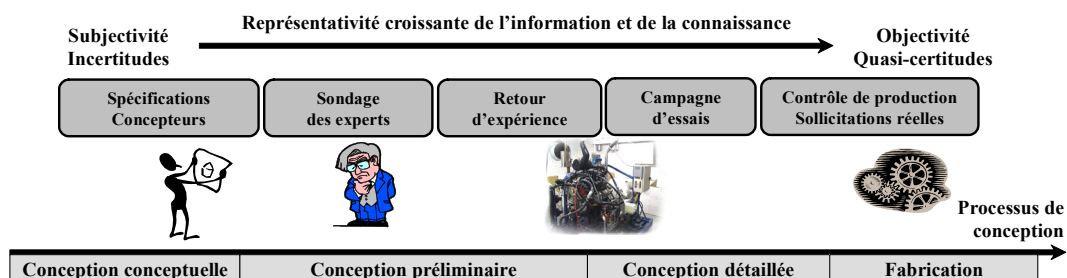 Représentativité croissante de l’information et de la connaissance
Subjectivité
Incertitudes
Objectivité
Quasi-certitudes
Spécifications
Concepteurs
Sondage
des experts
Retour
d’expérience
Campagne
d’essais
Contrôle de production
Sollicitations réelles
Processus de
conception
Conception conceptuelle
Conception préliminaire
Conception détaillée
Fabrication